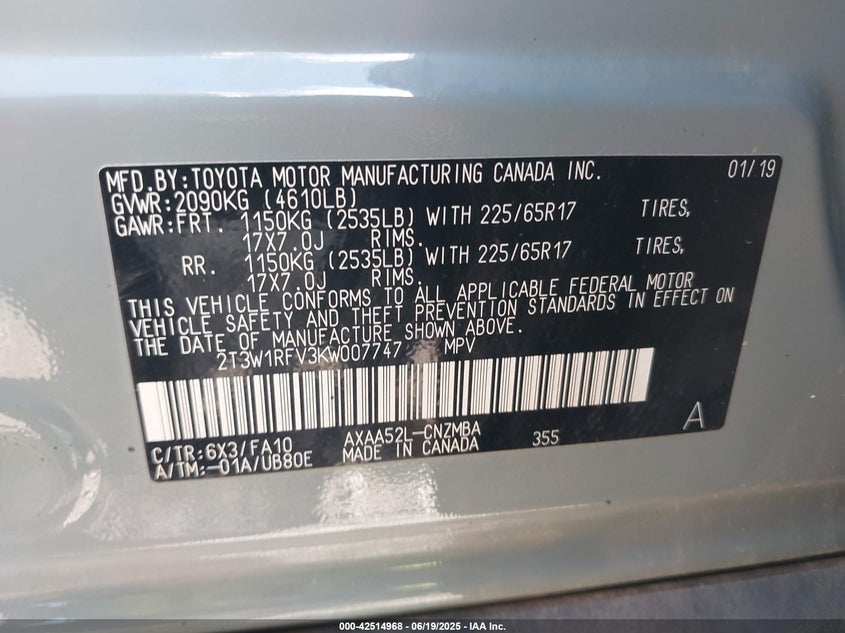 MFD.BY:TOYOTA MOTOR MANUFACTURING CANADA INC. 01/19
GVWR:2090KG (4610LB)
GAWR:FRT. 1150KG (2535LB) WITH 225/65R17 TIRES,
17X7.0J RIMS.
RR. 1150KG (2535LB) WITH 225/65R17 TIRES,
17X7.0J RIMS.
THIS VEHICLE CONFORMS TO ALL APPLICABLE FEDERAL MOTOR
VEHICLE SAFETY AND THEFT PREVENTION STANDARDS IN EFFECT ON
THE DATE OF MANUFACTURE SHOWN ABOVE.
2T3W1RFV3KW007747 MPV
A
C/TR:6X3/FA10 AXAA52L-CNZMBA 355
A/TM:-01A/UB80E MADE IN CANADA
000-42514968 - 06/19/2025 - IAA Inc.